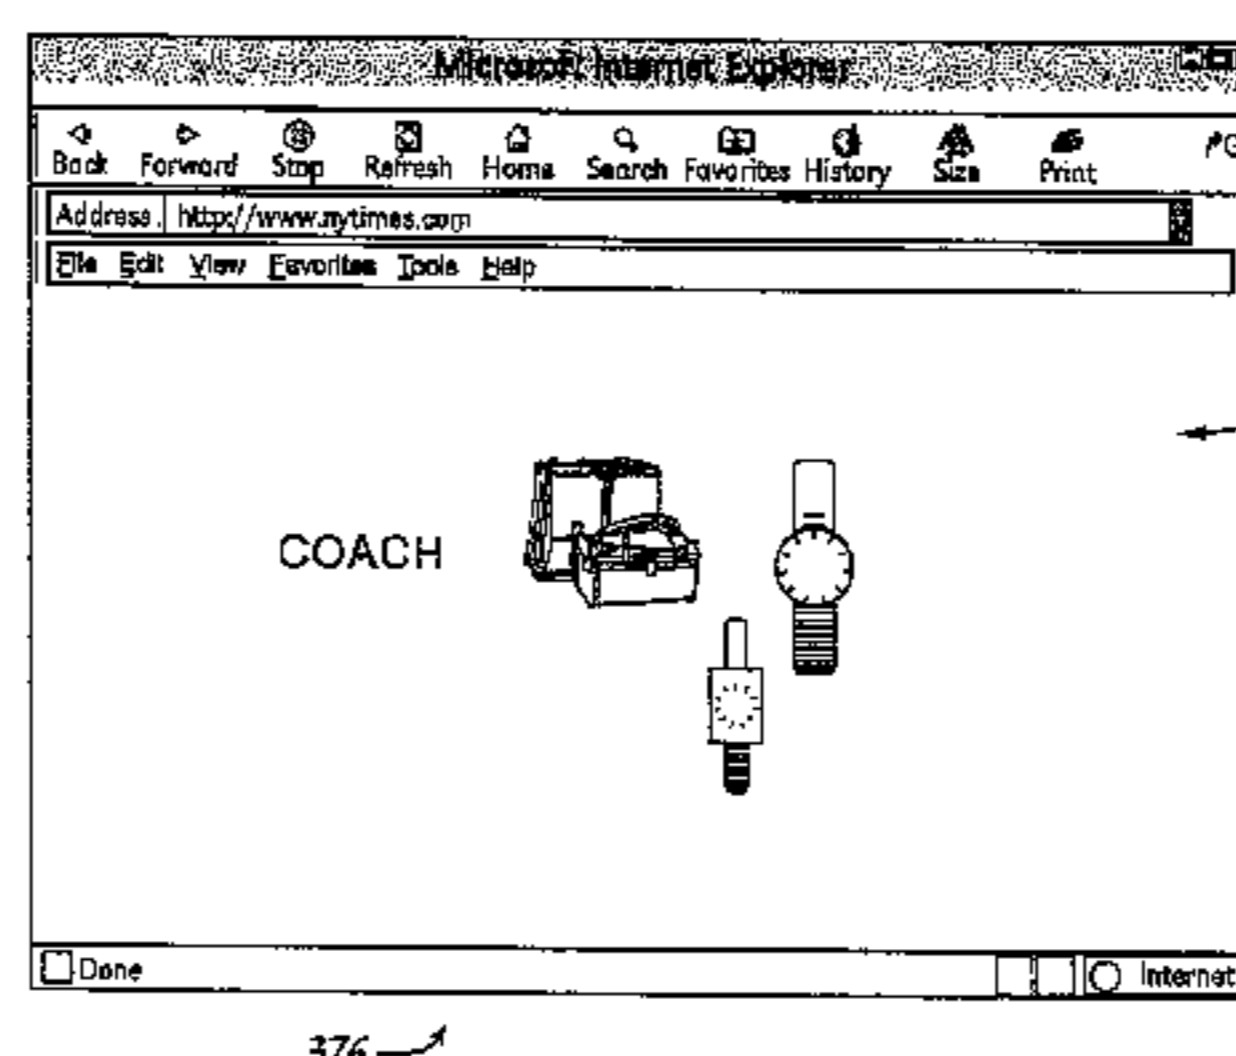 Microsoft Internet Explorer
Back Forward Stop Refresh Home Search Favorites History Size Print
Address http://www.nytimes.com
File Edit View Favorites Tools Help
COACH
Done Internet
376